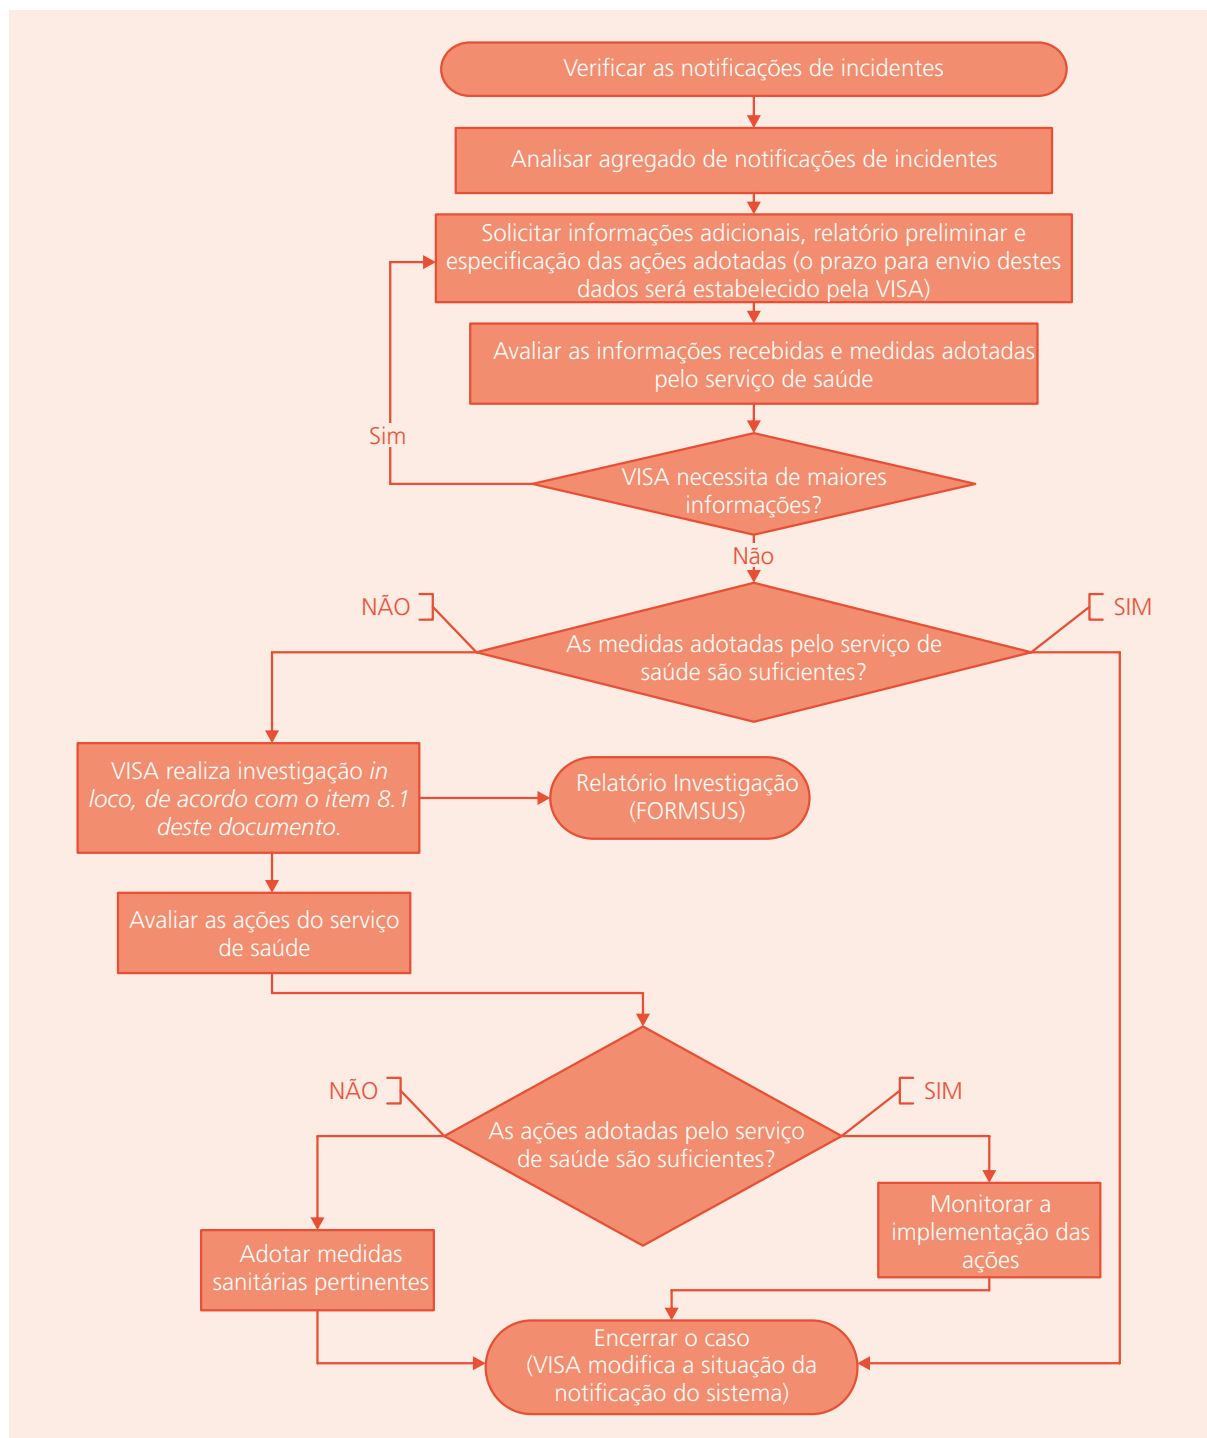 Verificar as notificações de incidentes
Analisar agregado de notificações de incidentes
Solicitar informações adicionais, relatório preliminar e
especificação das ações adotadas (o prazo para envio destes
dados será estabelecido pela VISA)
Avaliar as informações recebidas e medidas adotadas
pelo serviço de saúde
Sim
VISA necessita de maiores
informações?
Não
NÃO
SIM
As medidas adotadas pelo serviço de
saúde são suficientes?
VISA realiza investigação in
loco, de acordo com o item 8.1
deste documento.
Relatório Investigação
(FORMSUS)
Avaliar as ações do serviço
de saúde
NÃO
SIM
As ações adotadas pelo serviço
de saúde são suficientes?
Monitorar a
implementação das
ações
Adotar medidas
sanitárias pertinentes
Encerrar o caso
(VISA modifica a situação da
notificação do sistema)